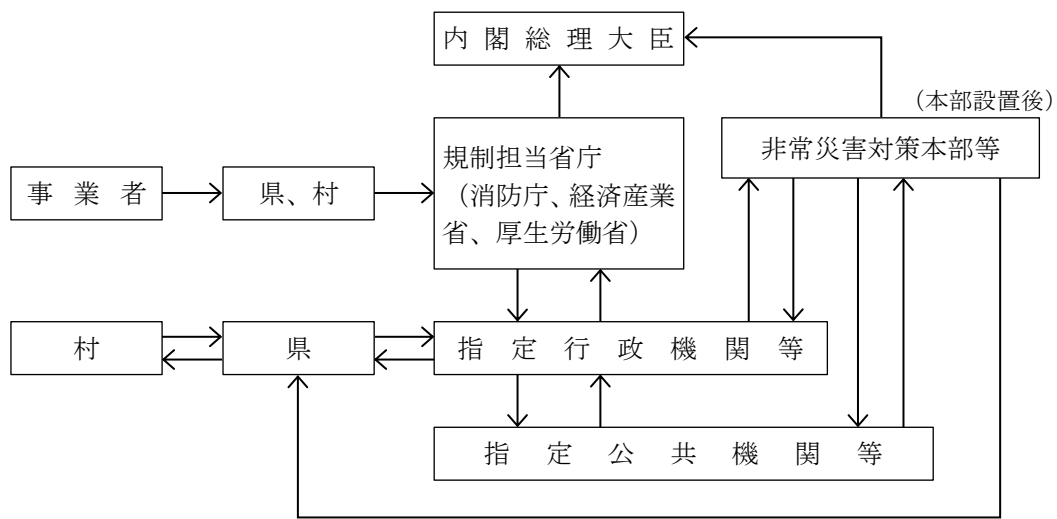 内閣総理大臣
（本部設置後）
非常災害対策本部等
規制担当省庁
（消防庁、経済産業
省、厚生労働省）
事業者
県、村
村
県
指定行政機関等
指定公共機関等